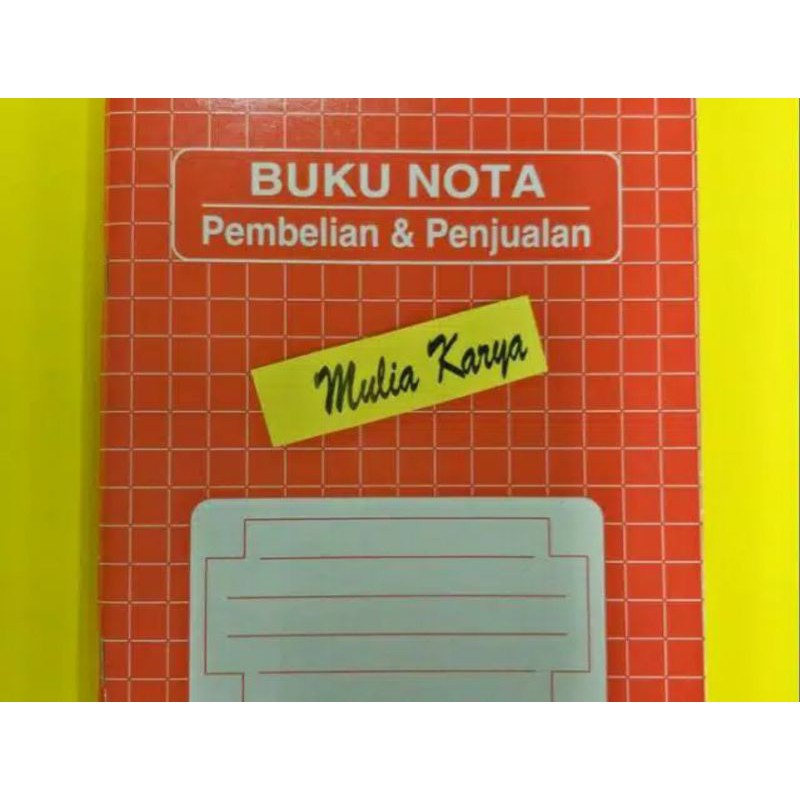 BUKU NOTA
Pembelian & Penjualan
Mulia Karya